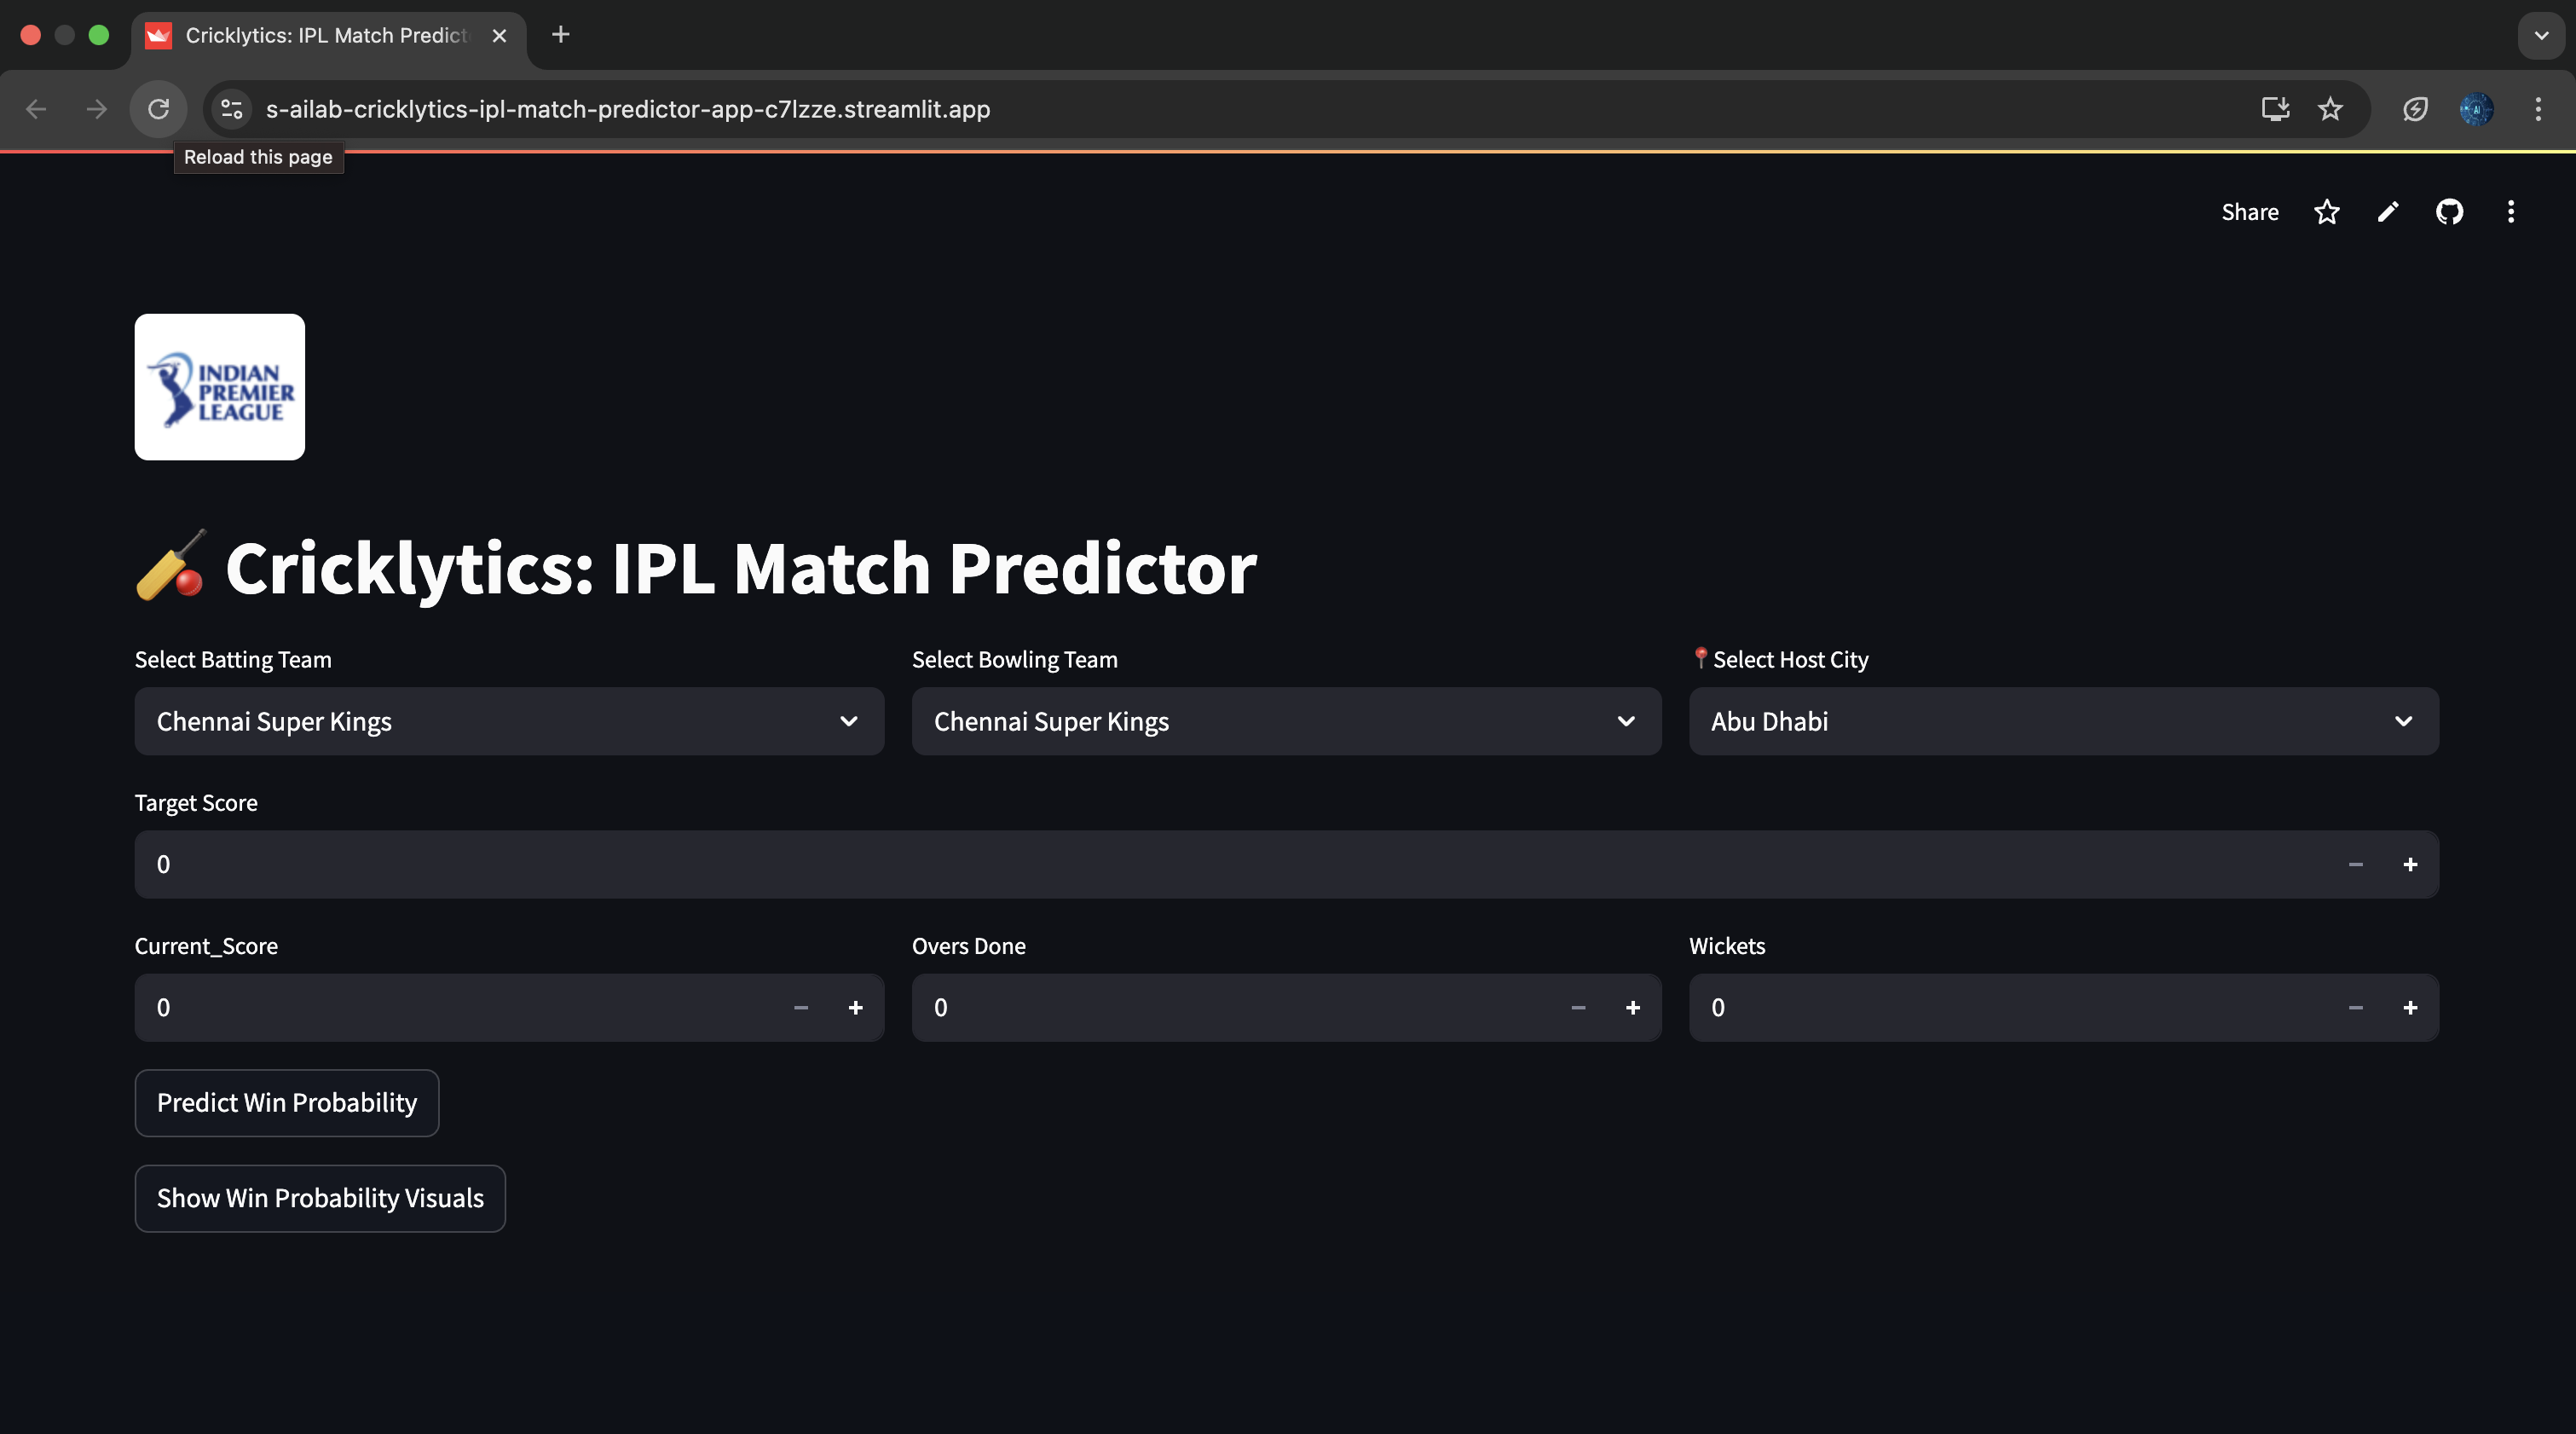 Cricklytics: IPL Match Predict
s-ailab-cricklytics-ipl-match-predictor-app-c7lzze.streamlit.app
AI
Reload this page
Share
INDIAN
PREMIER
LEAGUE
Cricklytics: IPL Match Predictor
Select Batting Team
Select Bowling Team
Select Host City
Chennai Super Kings
Chennai Super Kings
Abu Dhabi
Target Score
0
Current_Score
Overs Done
Wickets
0
0
0
Predict Win Probability
Show Win Probability Visuals